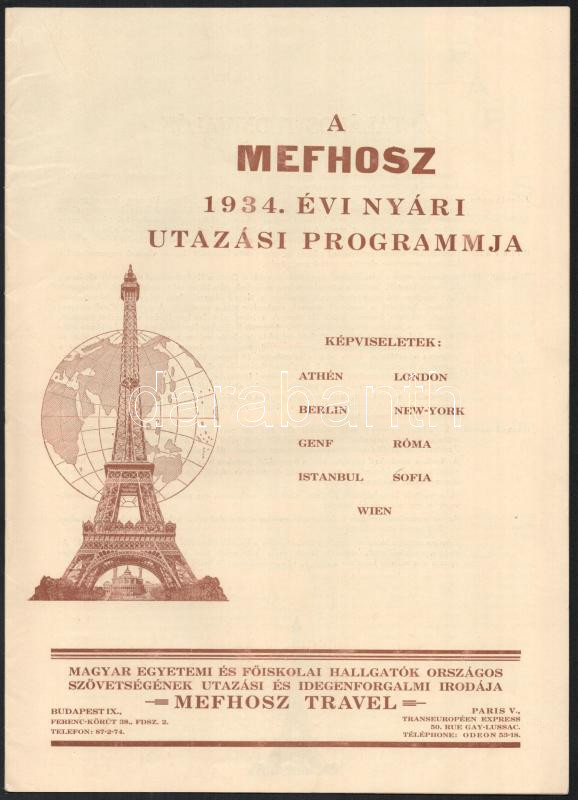 A
MEFHOSZ
1934. ÉVI NYÁRI
UTAZÁSI PROGRAMMJA
KÉPVISELETEK:
ATHÉN LONDON
BERLIN NEW-YORK
GENF RÓMA
ISTANBUL SOFIA
WIEN
darabanth
MAGYAR EGYETEMI ÉS FŐISKOLAI HALLGATÓK ORSZÁGOS
SZÖVETSÉGÉNEK UTAZÁSI ÉS IDEGENFORGALMI IRODÁJA
MEFHOSZ TRAVEL
BUDAPEST IX.,
FERENC-KÖRÚT 38., FDSZ. 2.
TELEFON: 87-2-74.
PARIS V.,
TRANSEUROPÉEN EXPRESS
50. RUE GAY-LUSSAC.
TÉLÉPHONE: ODEON 53-18.